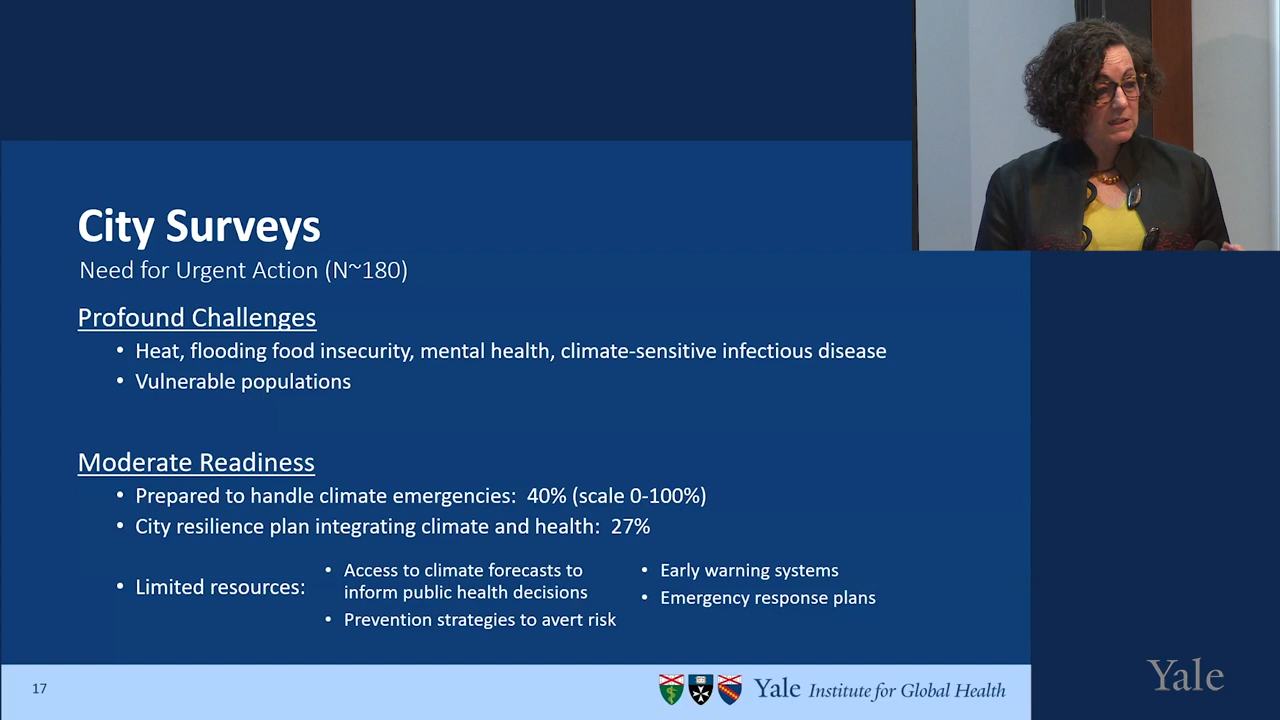 City Surveys
Need for Urgent Action (N~180)
Profound Challenges
• Heat, flooding food insecurity, mental health, climate-sensitive infectious disease
• Vulnerable populations
Moderate Readiness
• Prepared to handle climate emergencies: 40% (scale 0-100%)
• City resilience plan integrating climate and health: 27%
• Limited resources:
• Access to climate forecasts to
inform public health decisions
• Prevention strategies to avert risk
• Early warning systems
• Emergency response plans
17
Yale Institute for Global Health
Yale